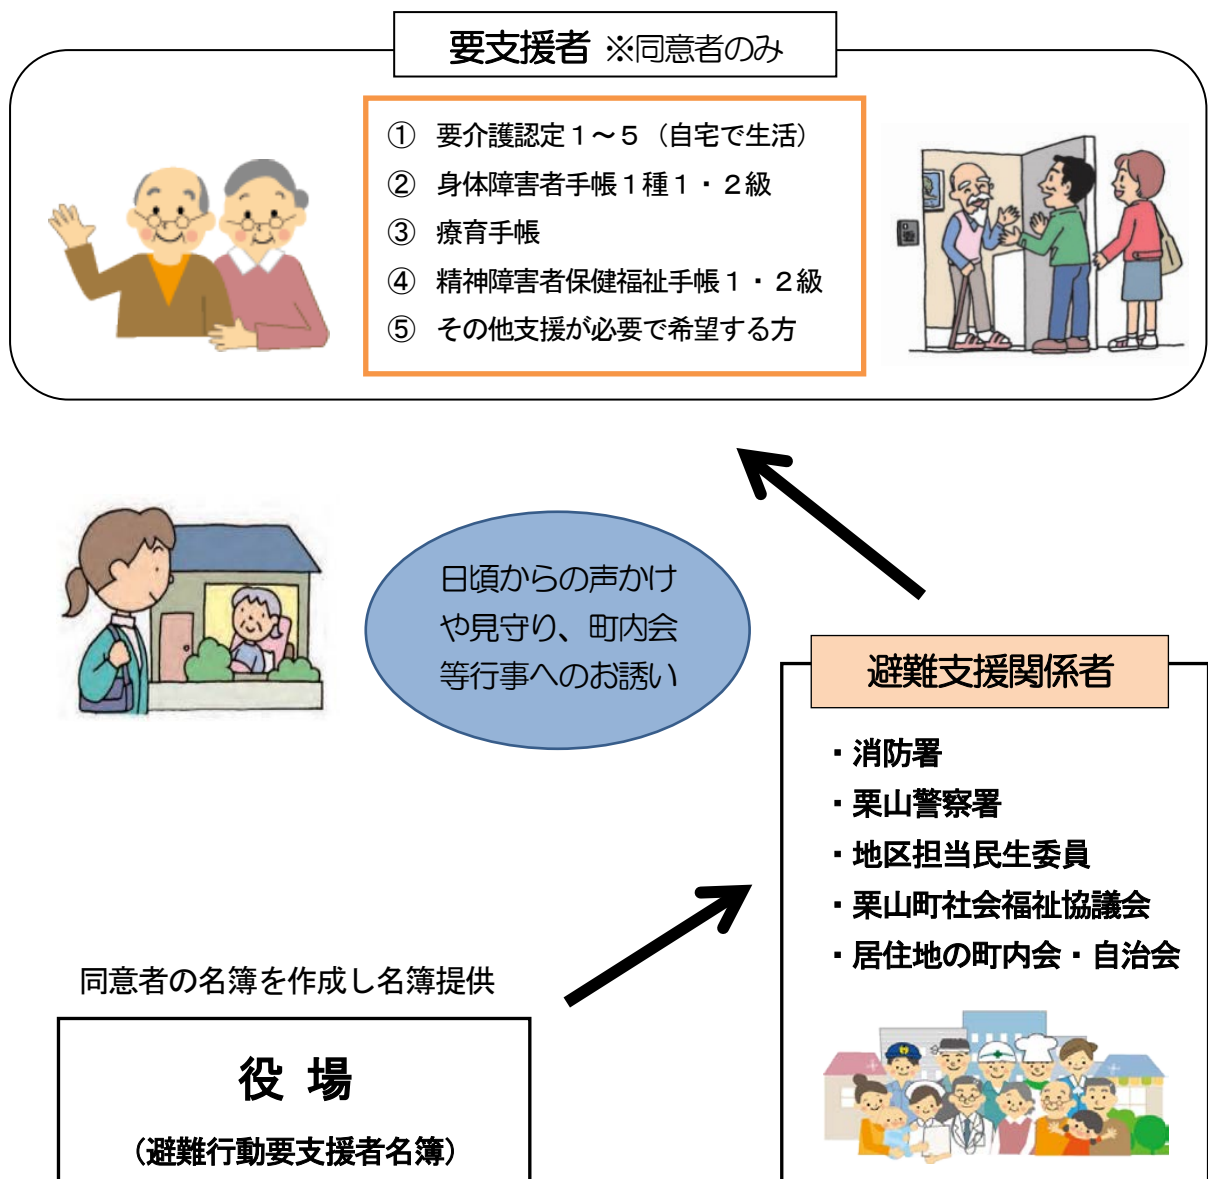 要支援者 ※同意者のみ
① 要介護認定１～５（自宅で生活）
② 身体障害者手帳１種１・２級
③ 療育手帳
④ 精神障害者保健福祉手帳１・２級
⑤ その他支援が必要で希望する方
日頃からの声かけ
や見守り、町内会
等行事へのお誘い
避難支援関係者
・消防署
・栗山警察署
・地区担当民生委員
・栗山町社会福祉協議会
・居住地の町内会・自治会
同意者の名簿を作成し名簿提供
役 場
（避難行動要支援者名簿）